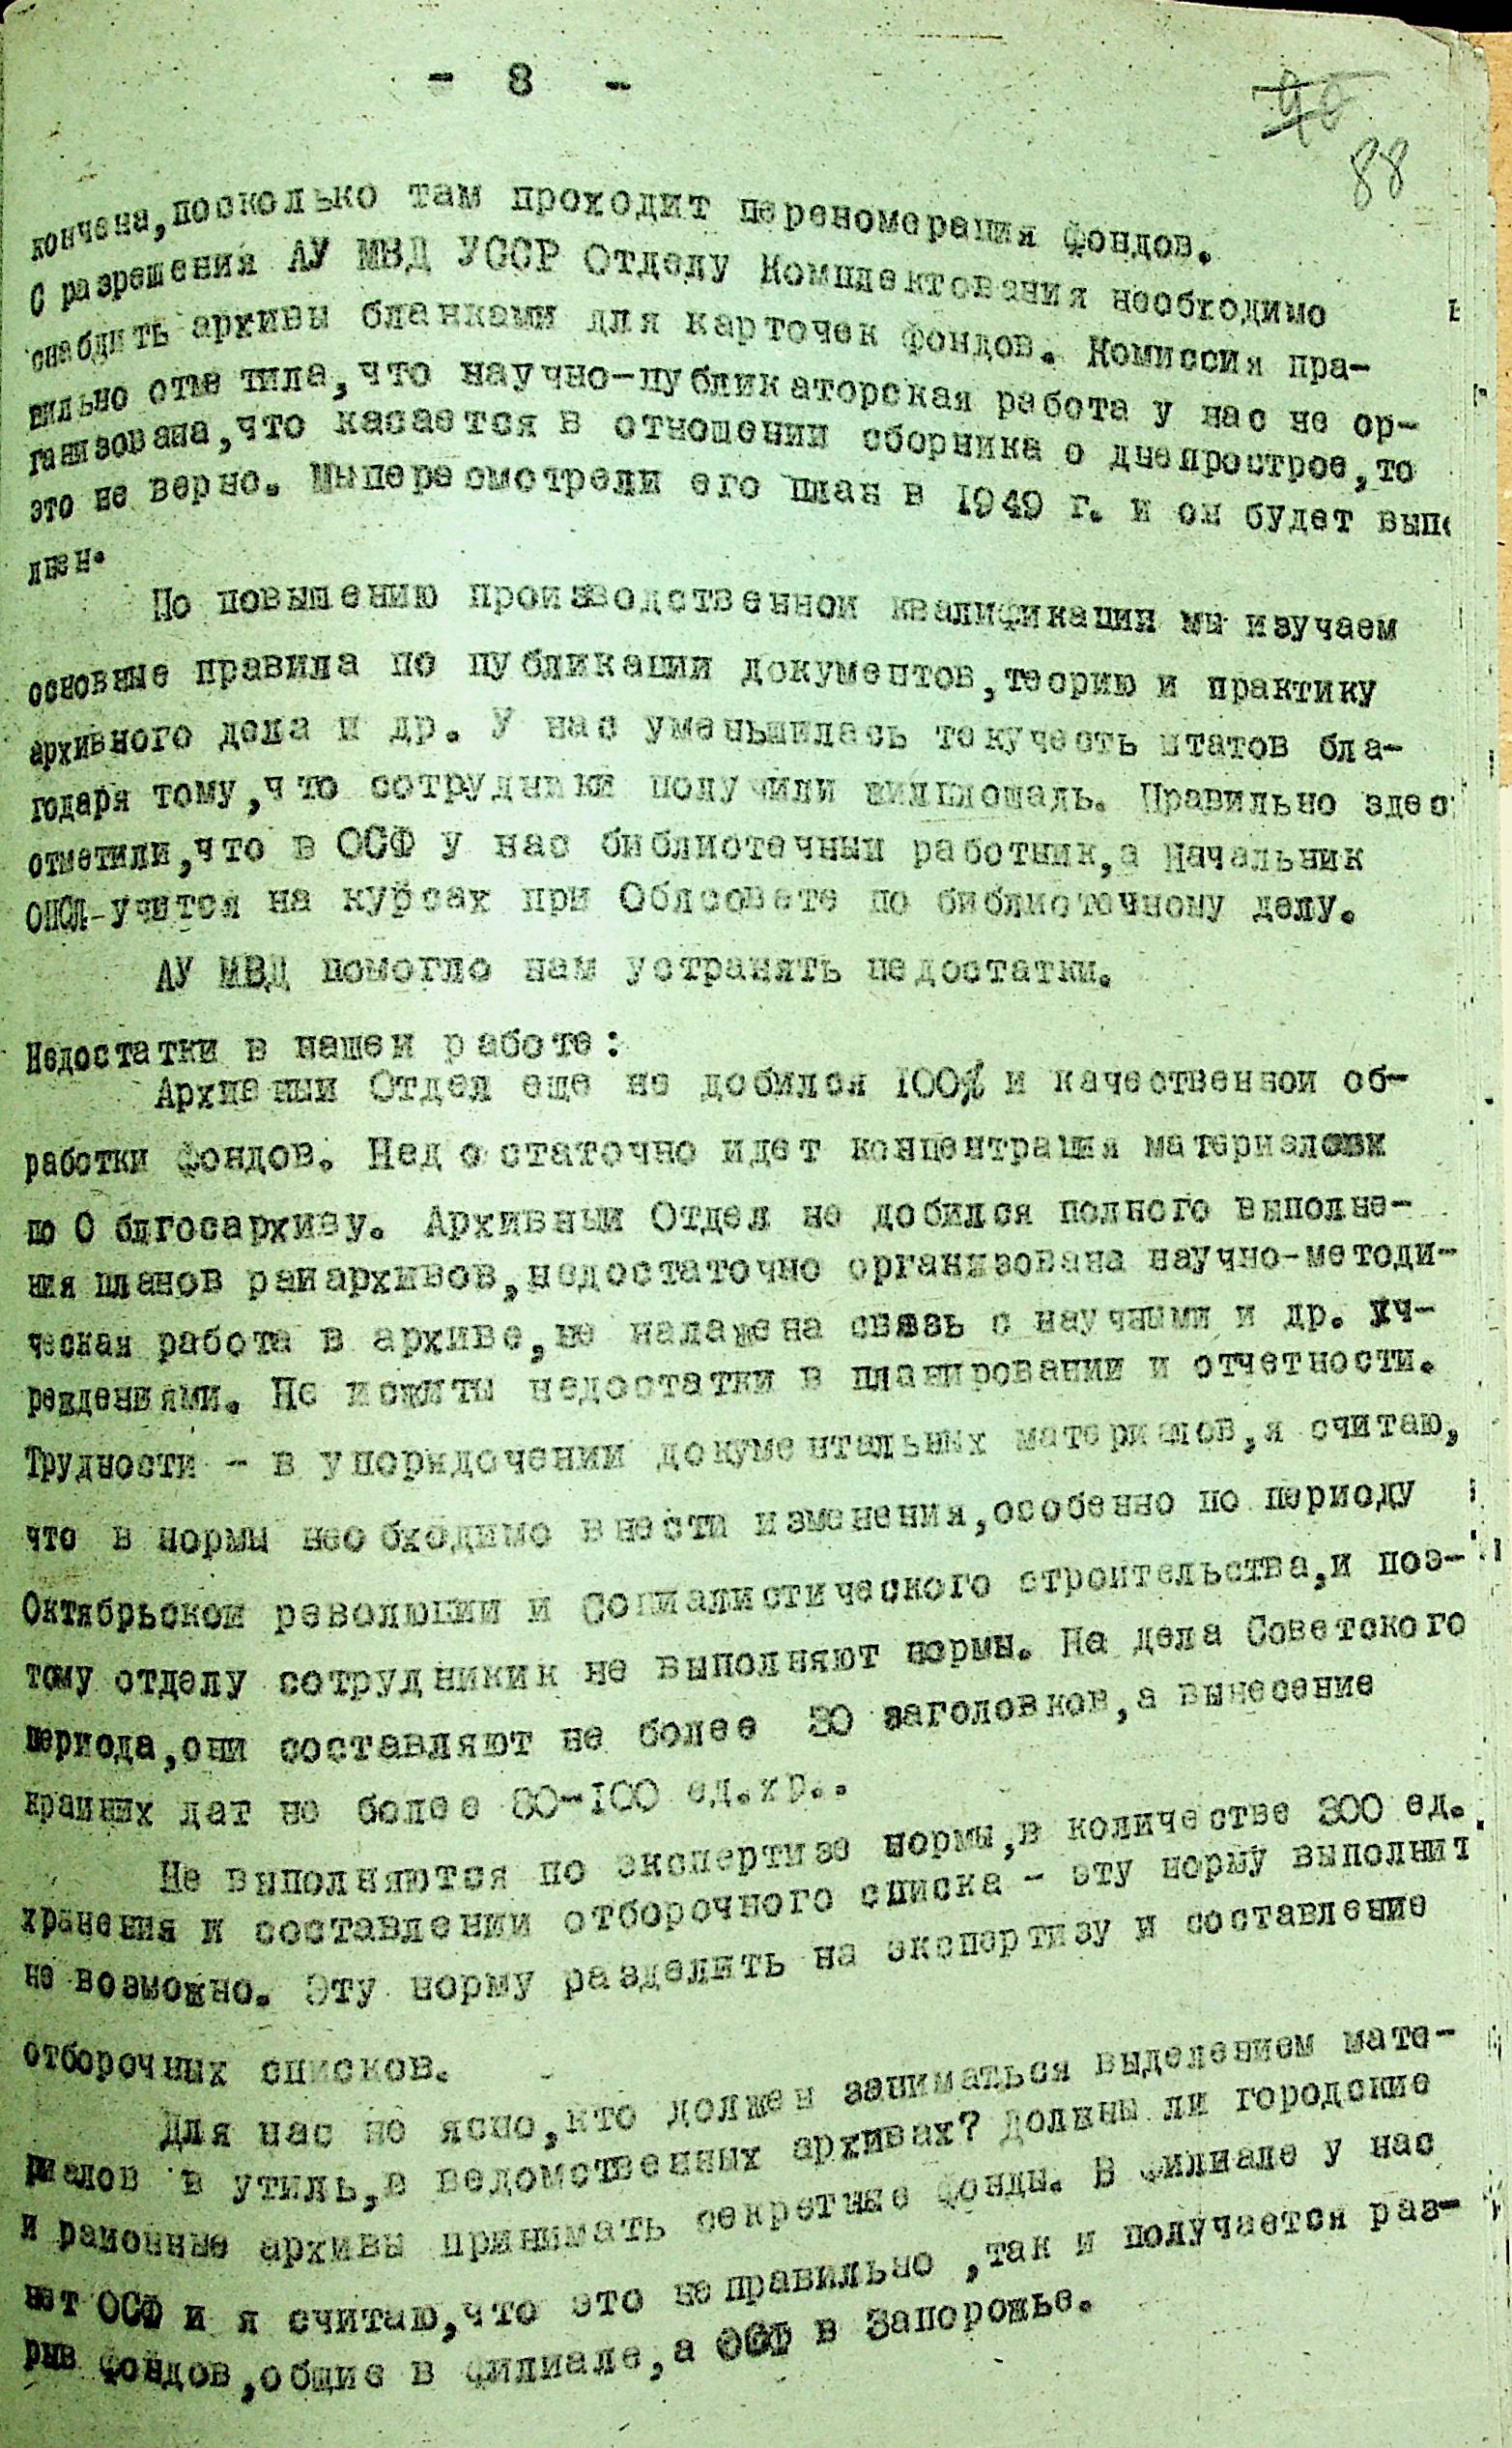 - 8 -
90
88
кончена,посколько там проходит переномерация фондов.
С разрешения АУ МВД УССР Отделу Комплектования необходимо
снабдить архивы бланками для карточек фондов. Комиссия пра-
вильно отметила,что научно-публикаторская работа у нас не ор-
ганизована,что касается в отношении сборника о днепрострое,то
это не верно. Мыпересмотрели его план в 1949 г. и он будет выпо
лнен.
По повышению производственной квалификации мы изучаем
основные правила по публикации документов,теорию и практику
архивного дела и др. У нас уменьшилась текучесть штатов бла-
годаря тому,что сотрудники получили жилплощадь. Правильно здес
отметили,что в ОСФ у нас библиотечный работник,а Начальник
учится на курсах при Облсовете по библиотечному делу.
АУ МВД помогло нам устранять недостатки.
Недостатки в нашей работе:
Архивный Отдел еще не добился 100% и качественной об-
работки фондов. Недостаточно идет концентрация материалов
по Облгосархиву. Архивный Отдел не добился полного выполне-
ния планов райархивов,недостаточно организована научно-методи-
ческая работа в архиве,не налажена связь с научными и др. уч-
реждениями. Не изжиты недостатки в планировании и отчетности.
Трудности - в упорядочении документальных материалов,я считаю,
что в нормы необходимо внести изменения,особенно по периоду
Октябрьской революции и Социалистического строительства,и поэ-
тому отделу сотрудники не выполняют нормы. На дела Советского
периода,они составляют не более 30 заголовков,а вынесение
крайних дат не более 80-100 ед.хр..
Не выполняются по экспертизе нормы,в количестве 300 ед.
хранения и составлении отборочного списка - эту норму выполнит
не возможно. Эту норму разделить на экспертизу и составление
отборочных списков.
Для нас не ясно,кто должен заниматься выделением мате-
риалов в утиль,в ведомственных архивах? Должны ли городские
и районные архивы принимать секретные фонды. В Филиале у нас
нет ОСФ и я считаю,что это неправильно ,так и получается раз-
рыв фондов,общие в Филиале,а ОСФ в Запорожье.